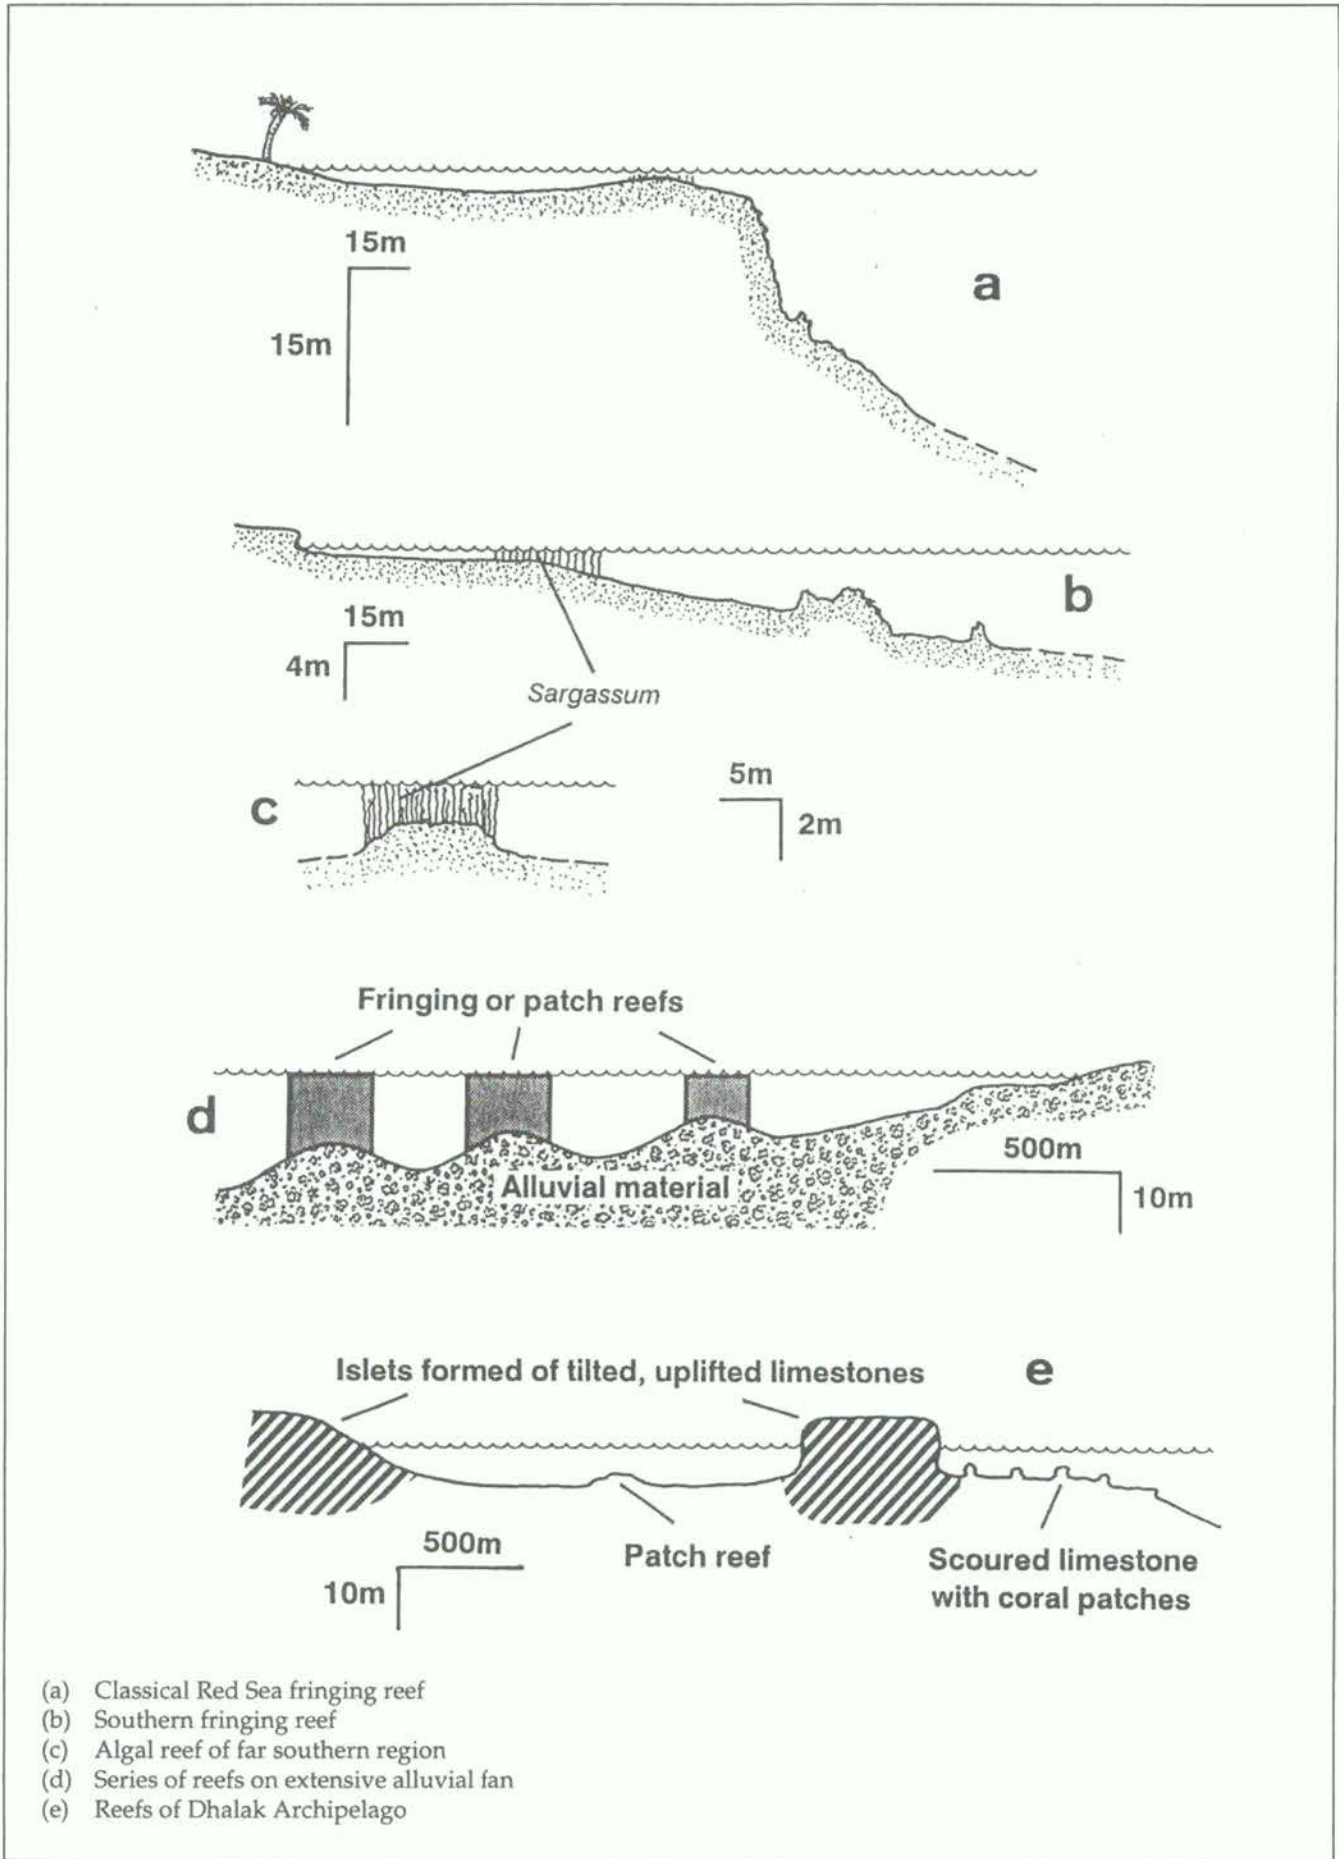 15m
15m
a
15m
4m
b
Sargassum
c
5m
2m
Fringing or patch reefs
d
500m
Alluvial material
10m
e
Islets formed of tilted, uplifted limestones
500m
10m
Patch reef
Scoured limestone
with coral patches
(a) Classical Red Sea fringing reef
(b) Southern fringing reef
(c) Algal reef of far southern region
(d) Series of reefs on extensive alluvial fan
(e) Reefs of Dhalak Archipelago